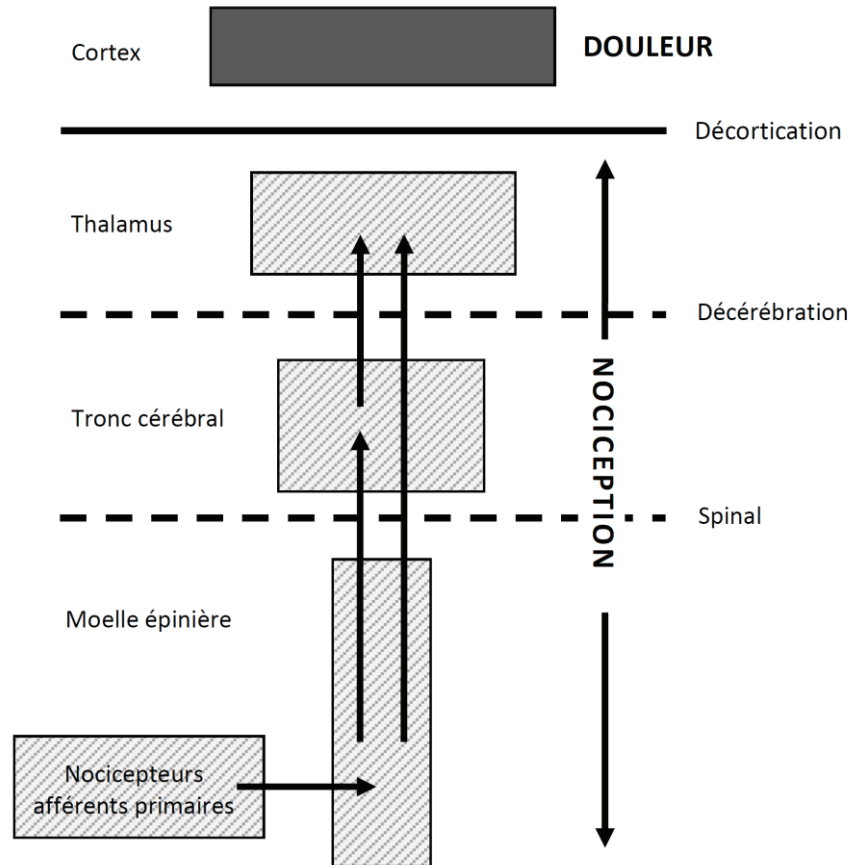 Cortex
DOULEUR
Décortication
Thalamus
Décérébration
NOCICEPTION
Tronc cérébral
Spinal
Moelle épinière
Nocicepteurs
afférents primaires